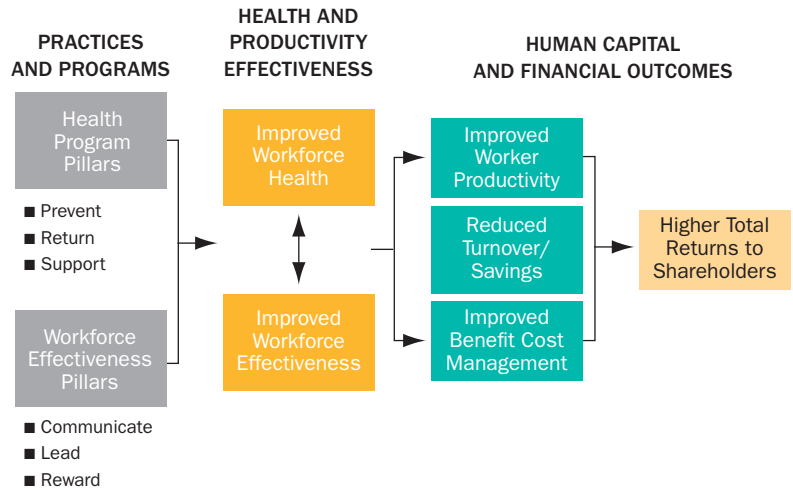 PRACTICES
AND PROGRAMS
HEALTH AND
PRODUCTIVITY
EFFECTIVENESS
HUMAN CAPITAL
AND FINANCIAL OUTCOMES
Health
Program
Pillars
■ Prevent
■ Return
■ Support
Workforce
Effectiveness
Pillars
■ Communicate
■ Lead
■ Reward
Improved
Workforce
Health
Improved
Workforce
Effectiveness
Improved
Worker
Productivity
Reduced
Turnover/
Savings
Improved
Benefit Cost
Management
Higher Total
Returns to
Shareholders